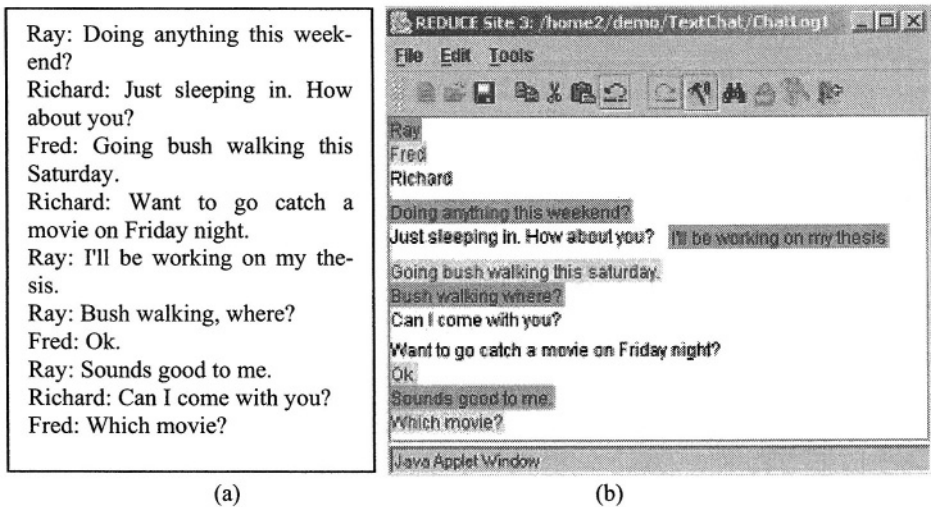 Ray: Doing anything this week-
end?
Richard: Just sleeping in. How
about you?
Fred: Going bush walking this
Saturday.
Richard: Want to go catch a
movie on Friday night.
Ray: I'll be working on my the-
sis.
Ray: Bush walking, where?
Fred: Ok.
Ray: Sounds good to me.
Richard: Can I come with you?
Fred: Which movie?
(a)
REDUCE Site 3: /home2/demo/TextChat/ChatLog1
File Edit Tools
Ray
Fred
Richard
Doing anything this weekend?
Just sleeping in. How about you? I'll be working on my thesis
Going bush walking this saturday.
Bush walking where?
Can I come with you?
Want to go catch a movie on Friday night?
Ok
Sounds good to me.
Which movie?
Java Applet Window
(b)